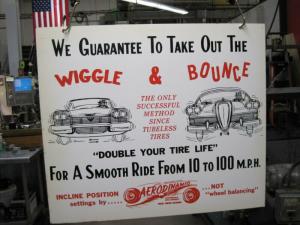 WE GUARANTEE TO TAKE OUT THE
WIGGLE & BOUNCE
THE ONLY
SUCCESSFUL
METHOD
SINCE
TUBELESS
TIRES
"DOUBLE YOUR TIRE LIFE"
FOR A SMOOTH RIDE FROM 10 TO 100 M.P.H.
INCLINE POSITION
settings by.....
AERODYNAMIC
...NOT
"wheel balancing"